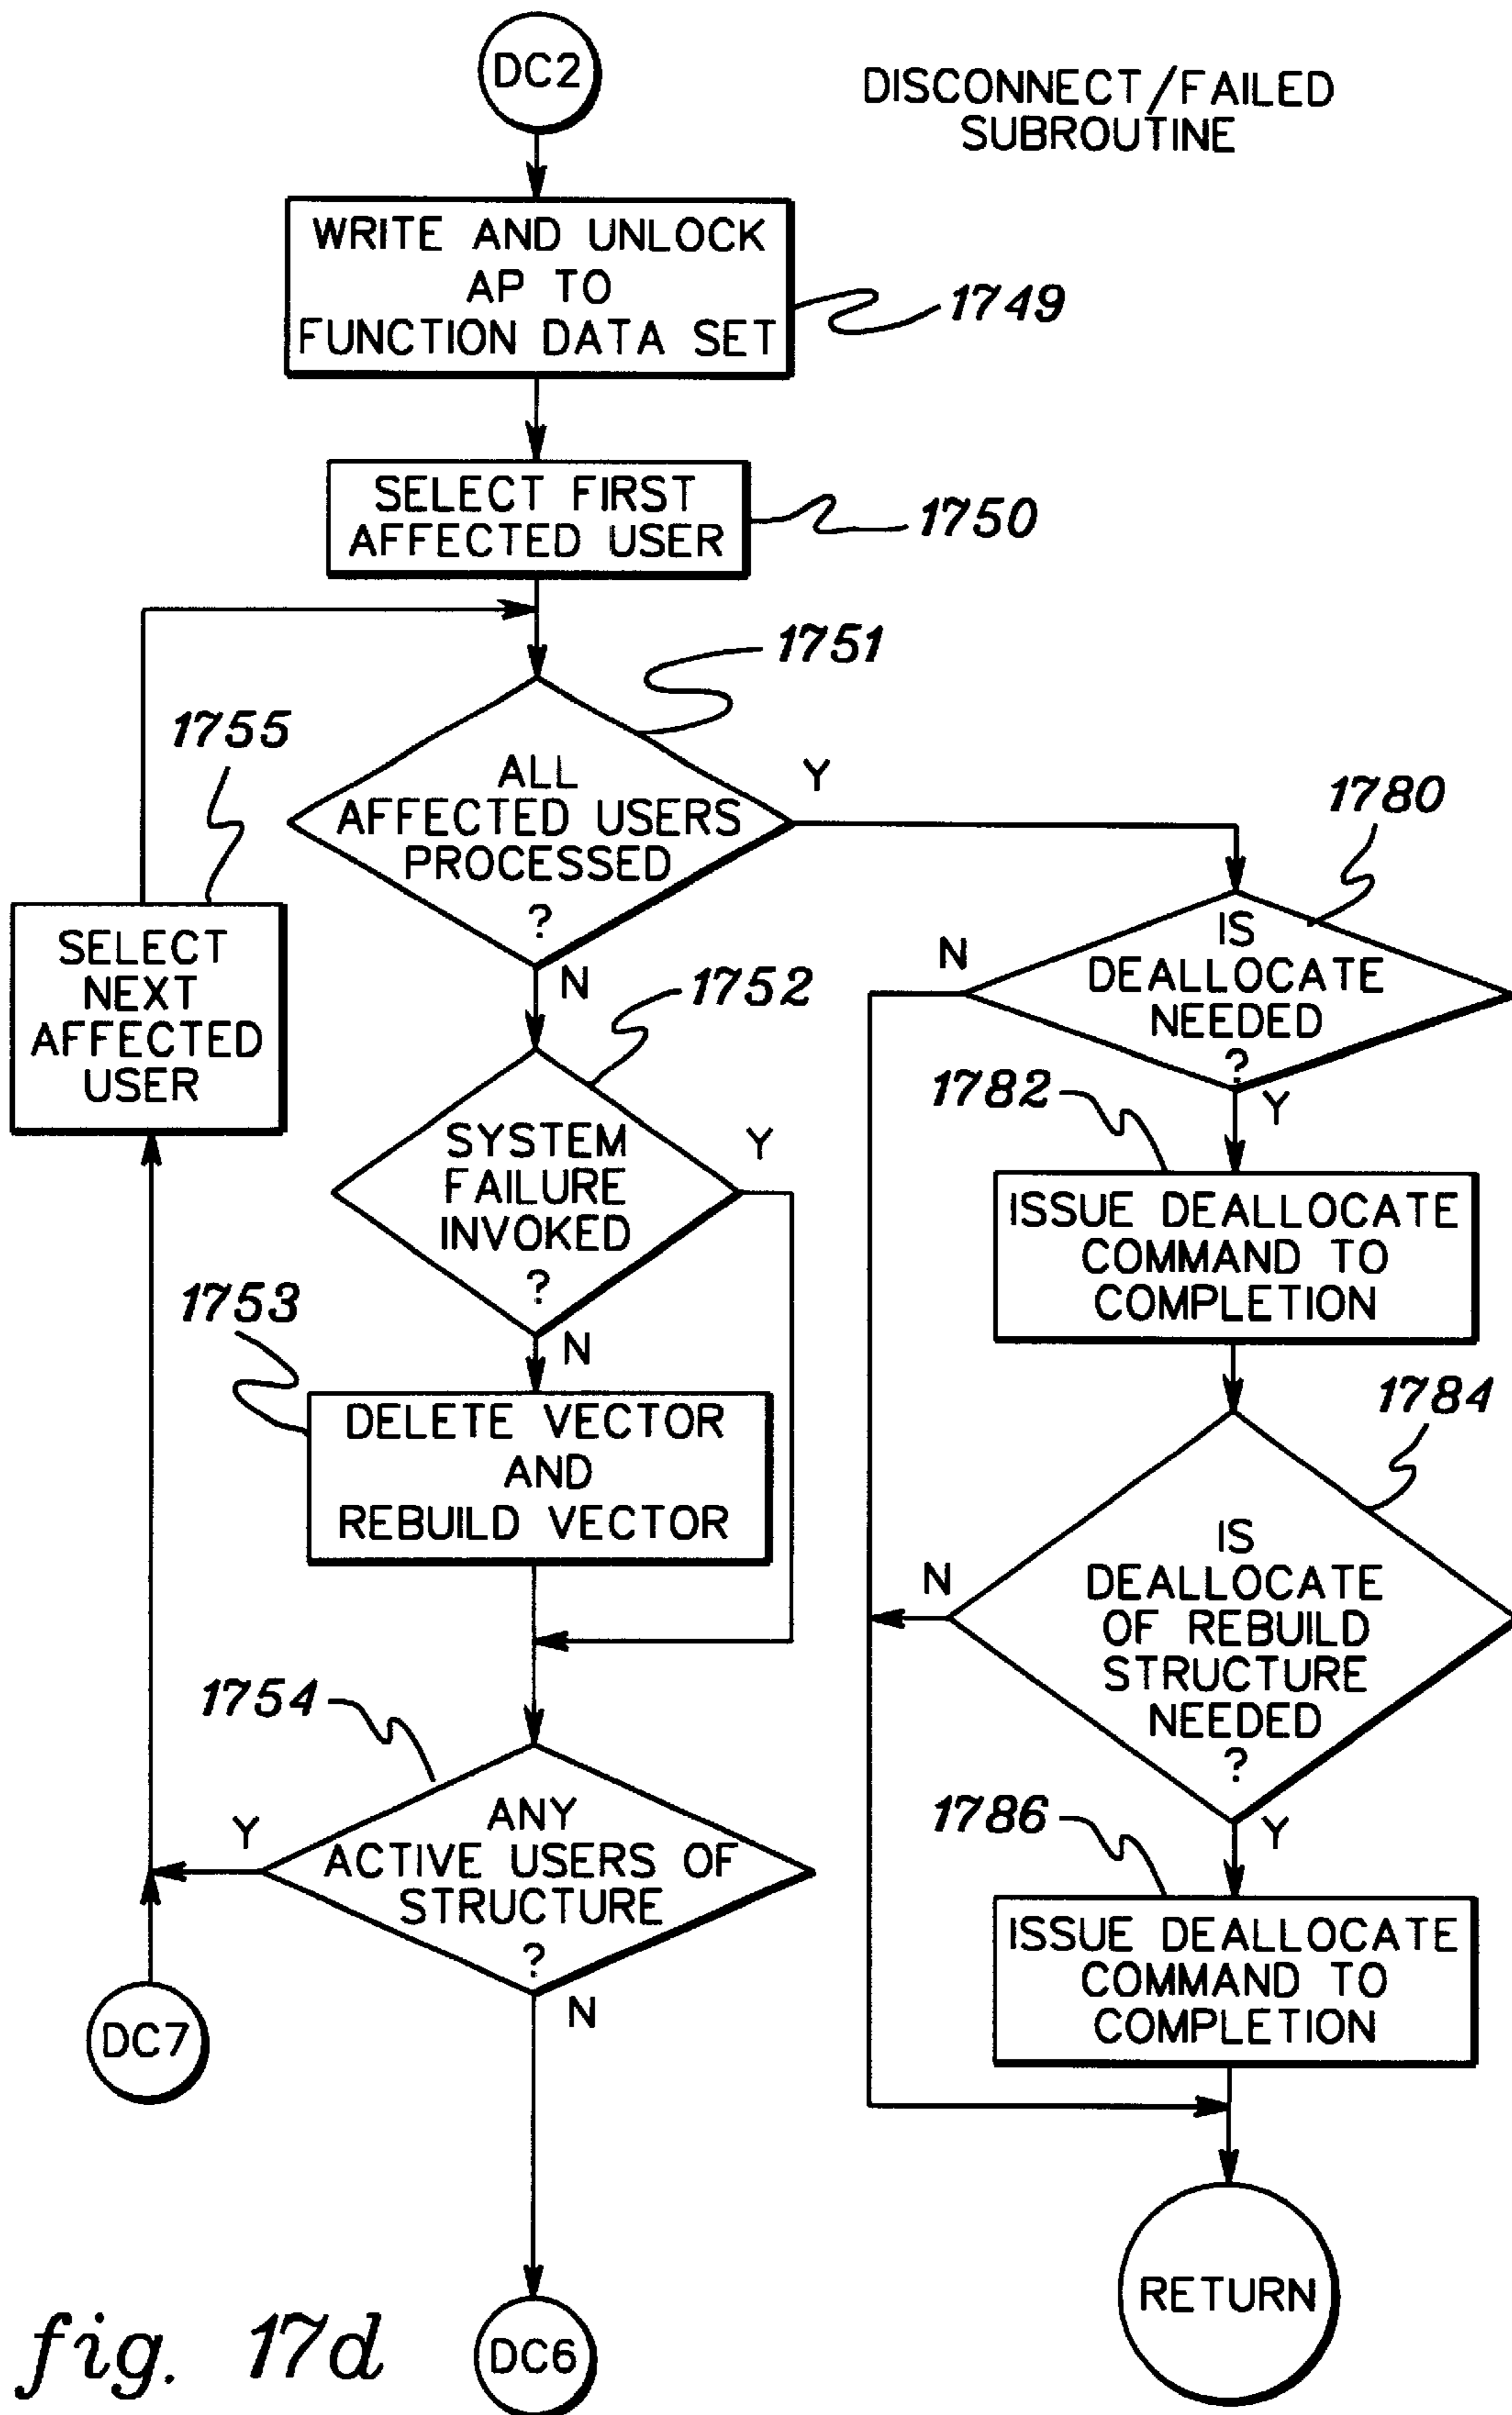 DC2
DISCONNECT/FAILED
SUBROUTINE
WRITE AND UNLOCK
AP TO
FUNCTION DATA SET
1749
SELECT FIRST
AFFECTED USER
1750
1751
ALL
AFFECTED USERS
PROCESSED
?
Y
N
1755
SELECT
NEXT
AFFECTED
USER
1752
SYSTEM
FAILURE
INVOKED
?
Y
N
1753
DELETE VECTOR
AND
REBUILD VECTOR
1754
ANY
ACTIVE USERS OF
STRUCTURE
?
Y
N
DC7
DC6
1780
IS
DEALLOCATE
NEEDED
?
N
Y
1782
ISSUE DEALLOCATE
COMMAND TO
COMPLETION
1784
IS
DEALLOCATE
OF REBUILD
STRUCTURE
NEEDED
?
N
Y
1786
ISSUE DEALLOCATE
COMMAND TO
COMPLETION
RETURN
fig. 17d